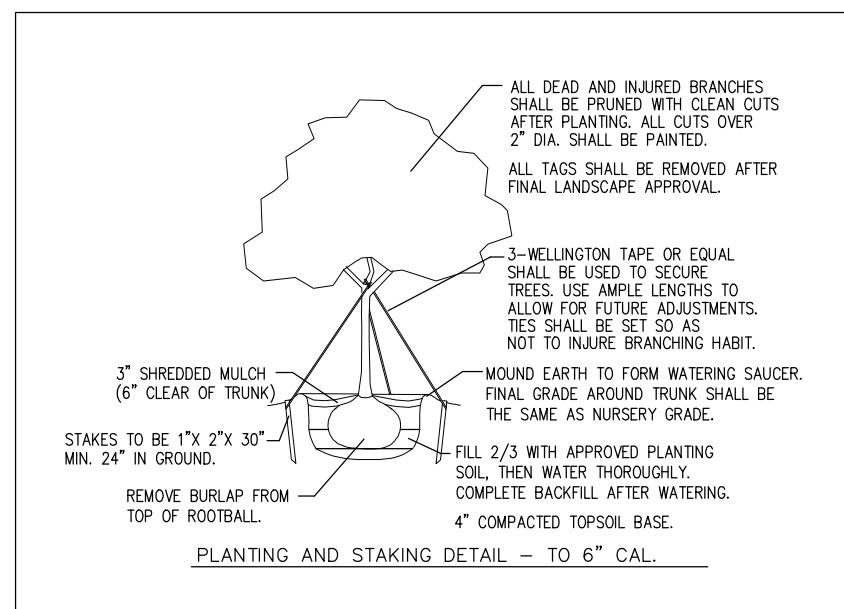 ALL DEAD AND INJURED BRANCHES
SHALL BE PRUNED WITH CLEAN CUTS
AFTER PLANTING. ALL CUTS OVER
2" DIA. SHALL BE PAINTED.
ALL TAGS SHALL BE REMOVED AFTER
FINAL LANDSCAPE APPROVAL.
3-WELLINGTON TAPE OR EQUAL
SHALL BE USED TO SECURE
TREES. USE AMPLE LENGTHS TO
ALLOW FOR FUTURE ADJUSTMENTS.
TIES SHALL BE SET SO AS
NOT TO INJURE BRANCHING HABIT.
3" SHREDDED MULCH
(6" CLEAR OF TRUNK)
MOUND EARTH TO FORM WATERING SAUCER.
FINAL GRADE AROUND TRUNK SHALL BE
THE SAME AS NURSERY GRADE.
STAKES TO BE 1"X 2"X 30"
MIN. 24" IN GROUND.
FILL 2/3 WITH APPROVED PLANTING
SOIL, THEN WATER THOROUGHLY.
COMPLETE BACKFILL AFTER WATERING.
REMOVE BURLAP FROM
TOP OF ROOTBALL.
4" COMPACTED TOPSOIL BASE.
PLANTING AND STAKING DETAIL - TO 6" CAL.